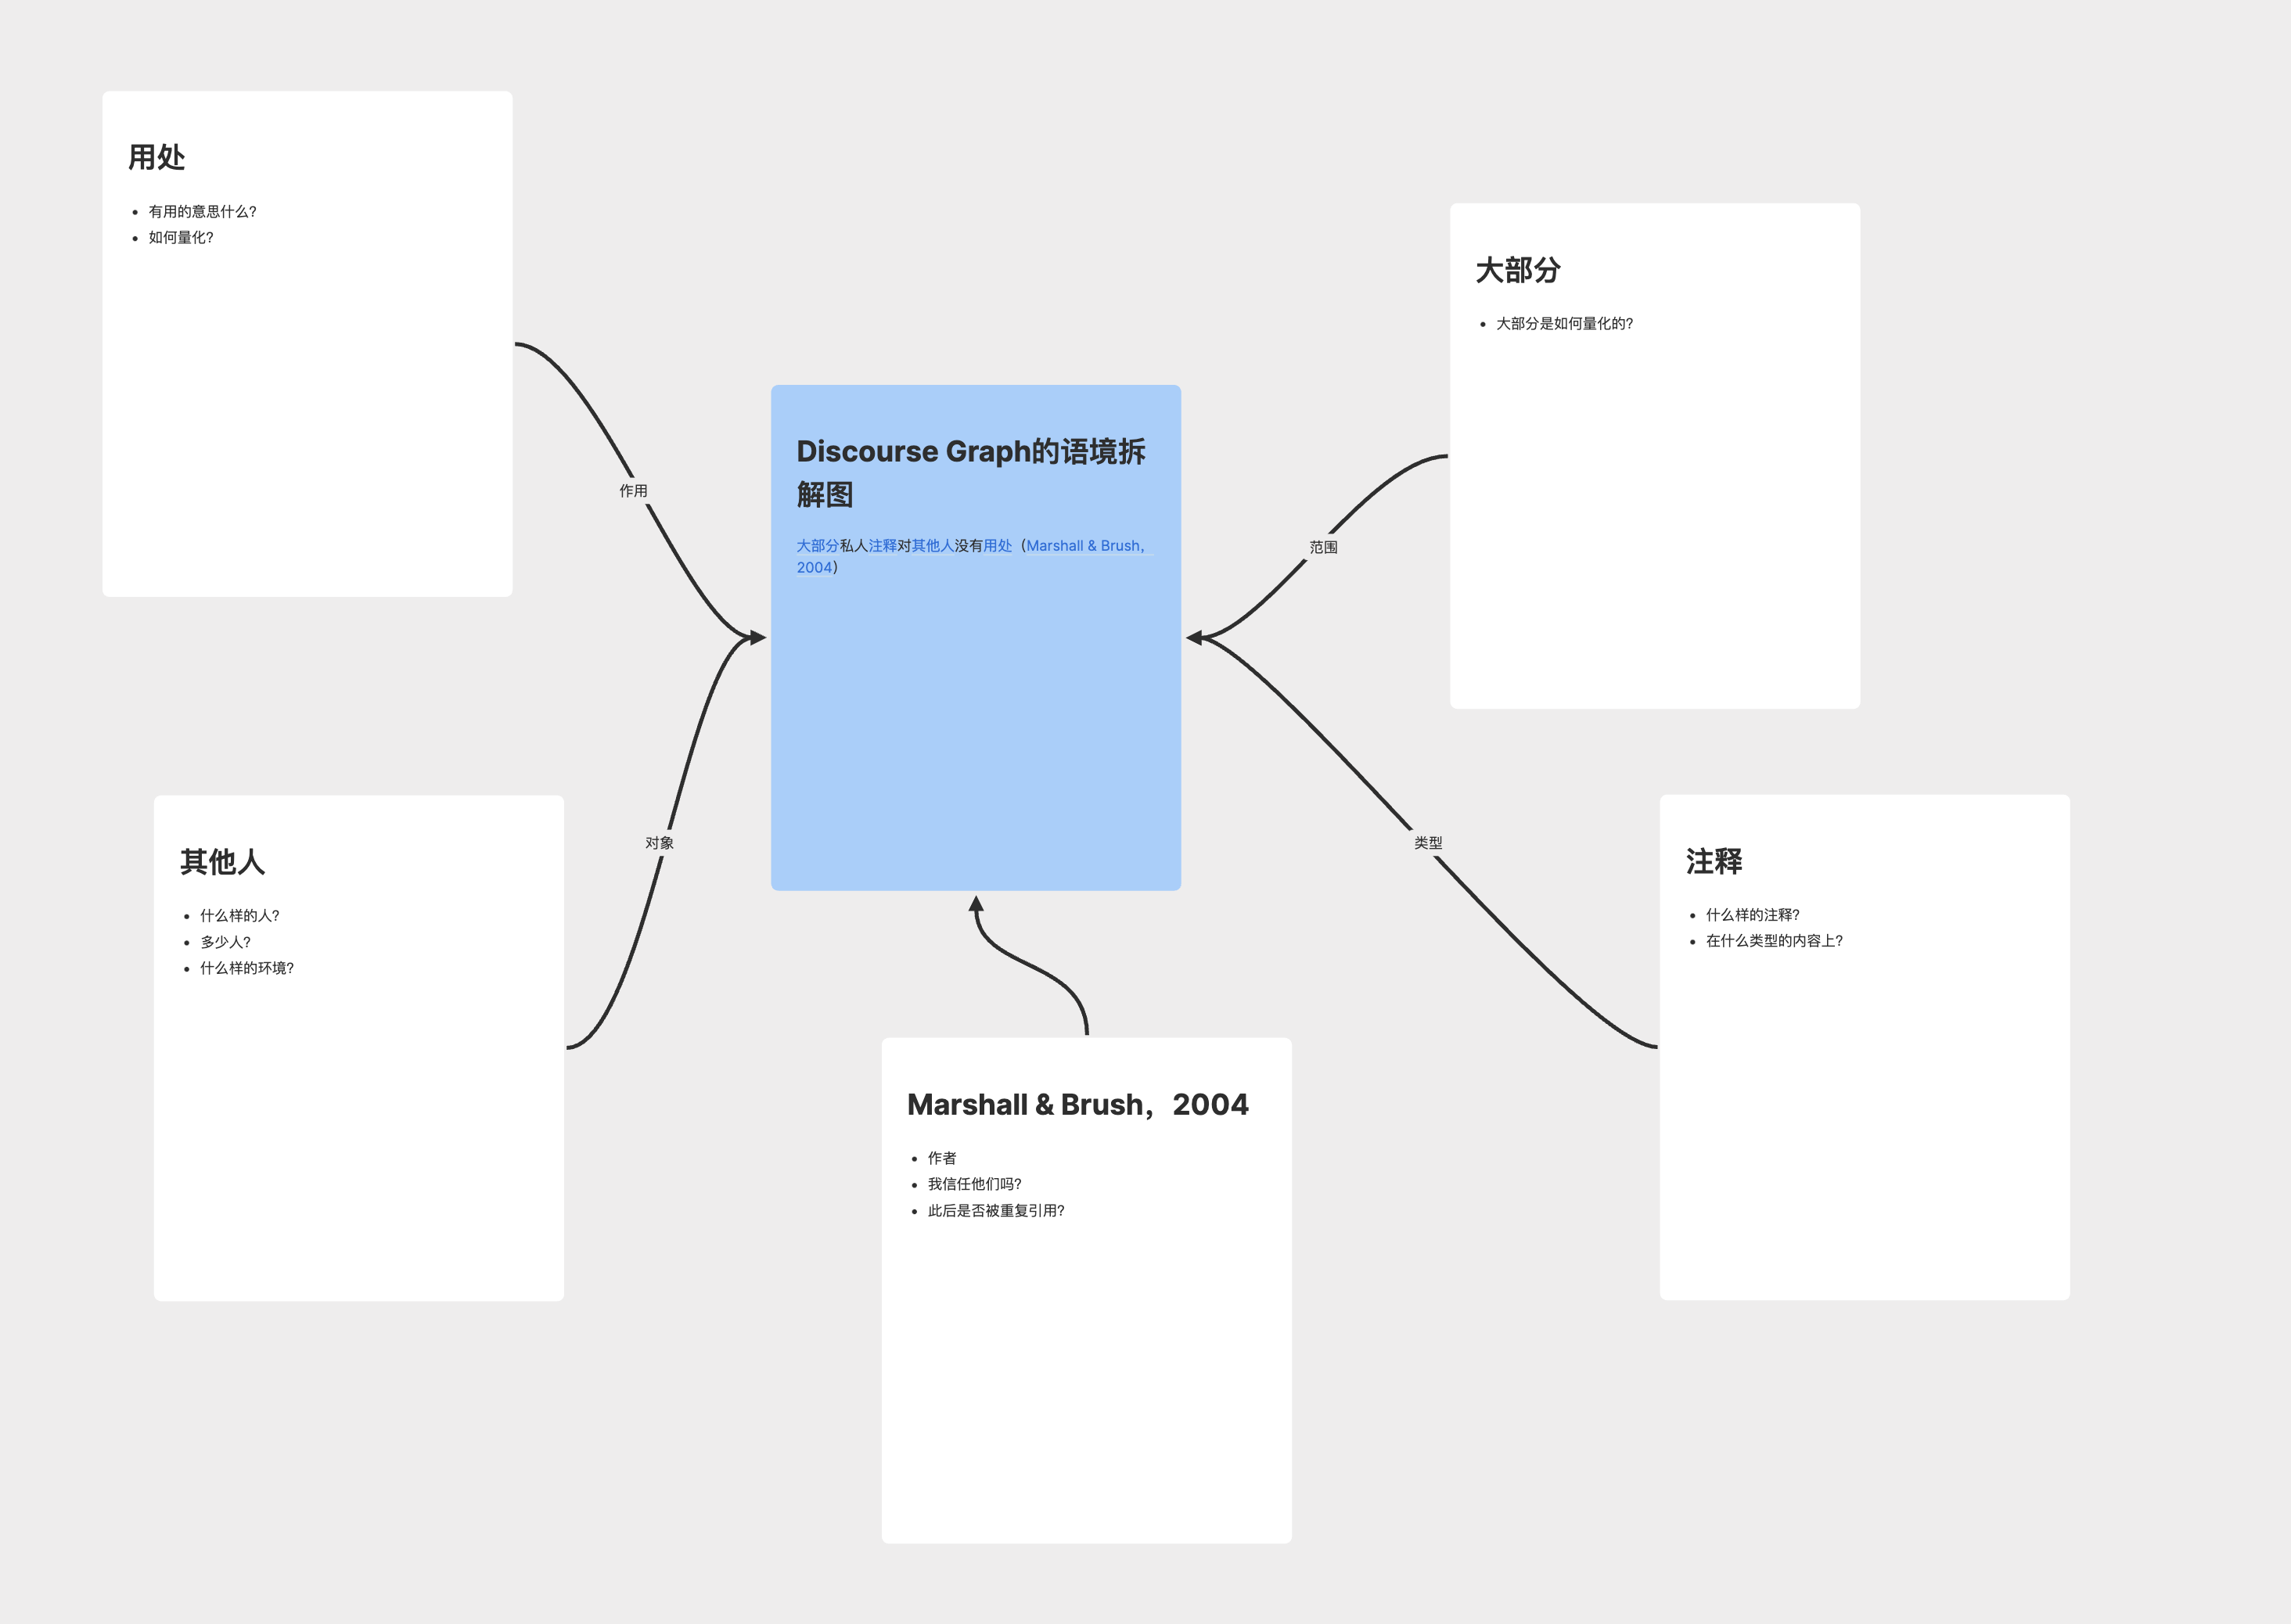 用处
有用的意思什么?
如何量化?
大部分
大部分是如何量化的?
Discourse Graph的语境拆
解图
大部分私人注释对其他人没有用处（Marshall & Brush，
2004）
作用
范围
对象
类型
其他人
什么样的人?
多少人?
什么样的环境?
注释
什么样的注释?
在什么类型的内容上?
Marshall & Brush，2004
作者
我信任他们吗?
此后是否被重复引用?